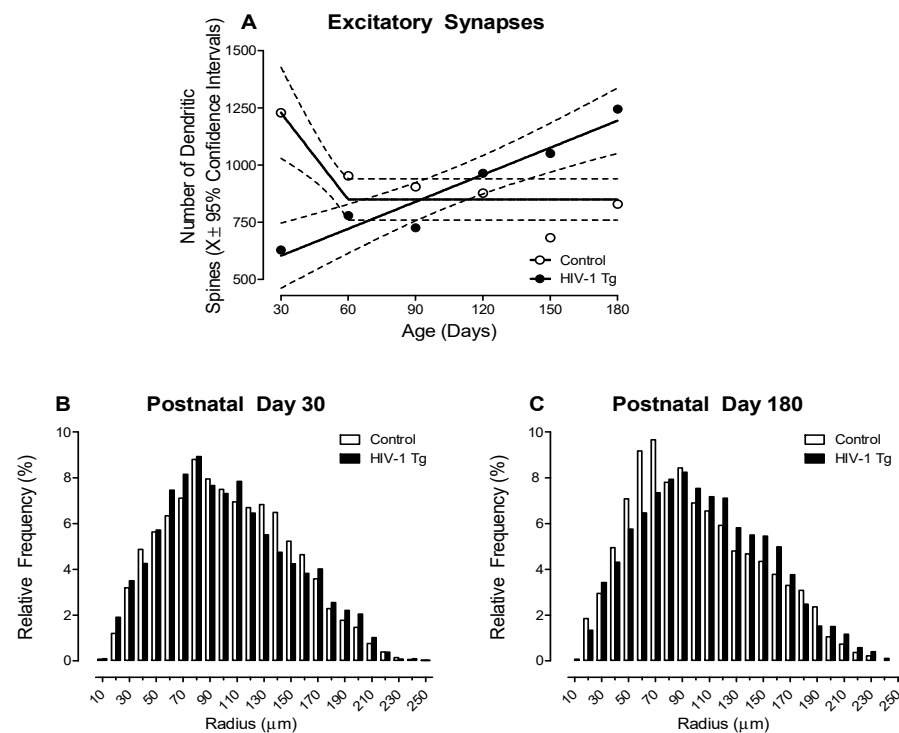 A Excitatory Synapses
Number of Dendritic
Spines (X± 95% Confidence Intervals)
1500
1250
1000
750
500
Control
HIV-1 Tg
30 60 90 120 150 180
Age (Days)
B Postnatal Day 30
Relative Frequency (%)
10
8
6
4
2
0
Control
HIV-1 Tg
10 30 50 70 90 110 130 150 170 190 210 230 250
Radius (μm)
C Postnatal Day 180
Relative Frequency (%)
10
8
6
4
2
0
Control
HIV-1 Tg
10 30 50 70 90 110 130 150 170 190 210 230 250
Radius (μm)